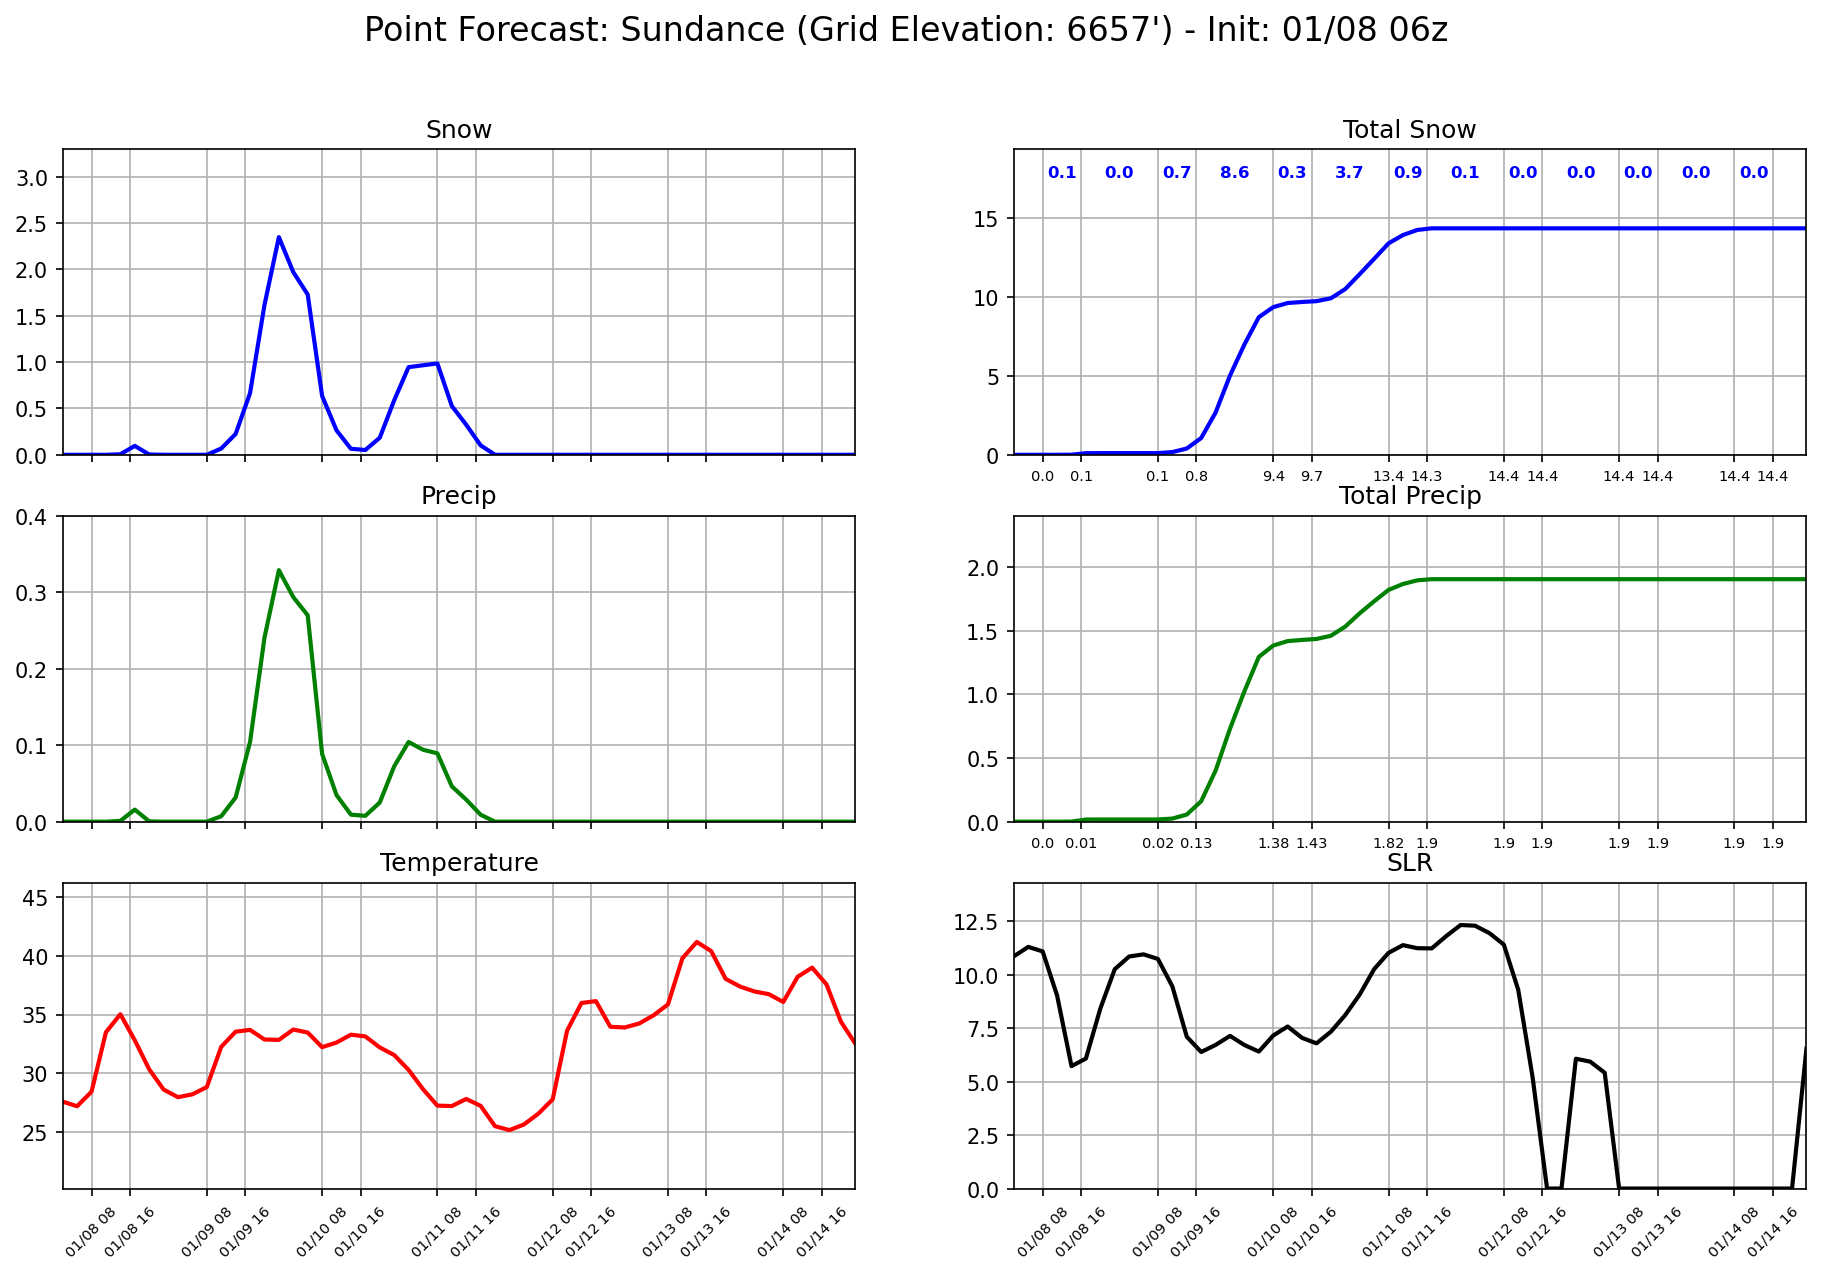 Point Forecast: Sundance (Grid Elevation: 6657') - Init: 01/08 06z
Snow
3.0
2.5
2.0
1.5
1.0
0.5
0.0
Total Snow
0.1 0.0 0.7 8.6 0.3 3.7 0.9 0.1 0.0 0.0 0.0 0.0 0.0
15
10
5
0
0.0 0.1 0.1 0.8 9.4 9.7 13.4 14.3 14.4 14.4 14.4 14.4 14.4 14.4
Precip
0.4
0.3
0.2
0.1
0.0
Total Precip
2.0
1.5
1.0
0.5
0.0
0.0 0.01 0.02 0.13 1.38 1.43 1.82 1.9 1.9 1.9 1.9 1.9 1.9 1.9
Temperature
45
40
35
30
25
01/08 08 01/08 16 01/09 08 01/09 16 01/10 08 01/10 16 01/11 08 01/11 16 01/12 08 01/12 16 01/13 08 01/13 16 01/14 08 01/14 16
SLR
12.5
10.0
7.5
5.0
2.5
0.0
01/08 08 01/08 16 01/09 08 01/09 16 01/10 08 01/10 16 01/11 08 01/11 16 01/12 08 01/12 16 01/13 08 01/13 16 01/14 08 01/14 16